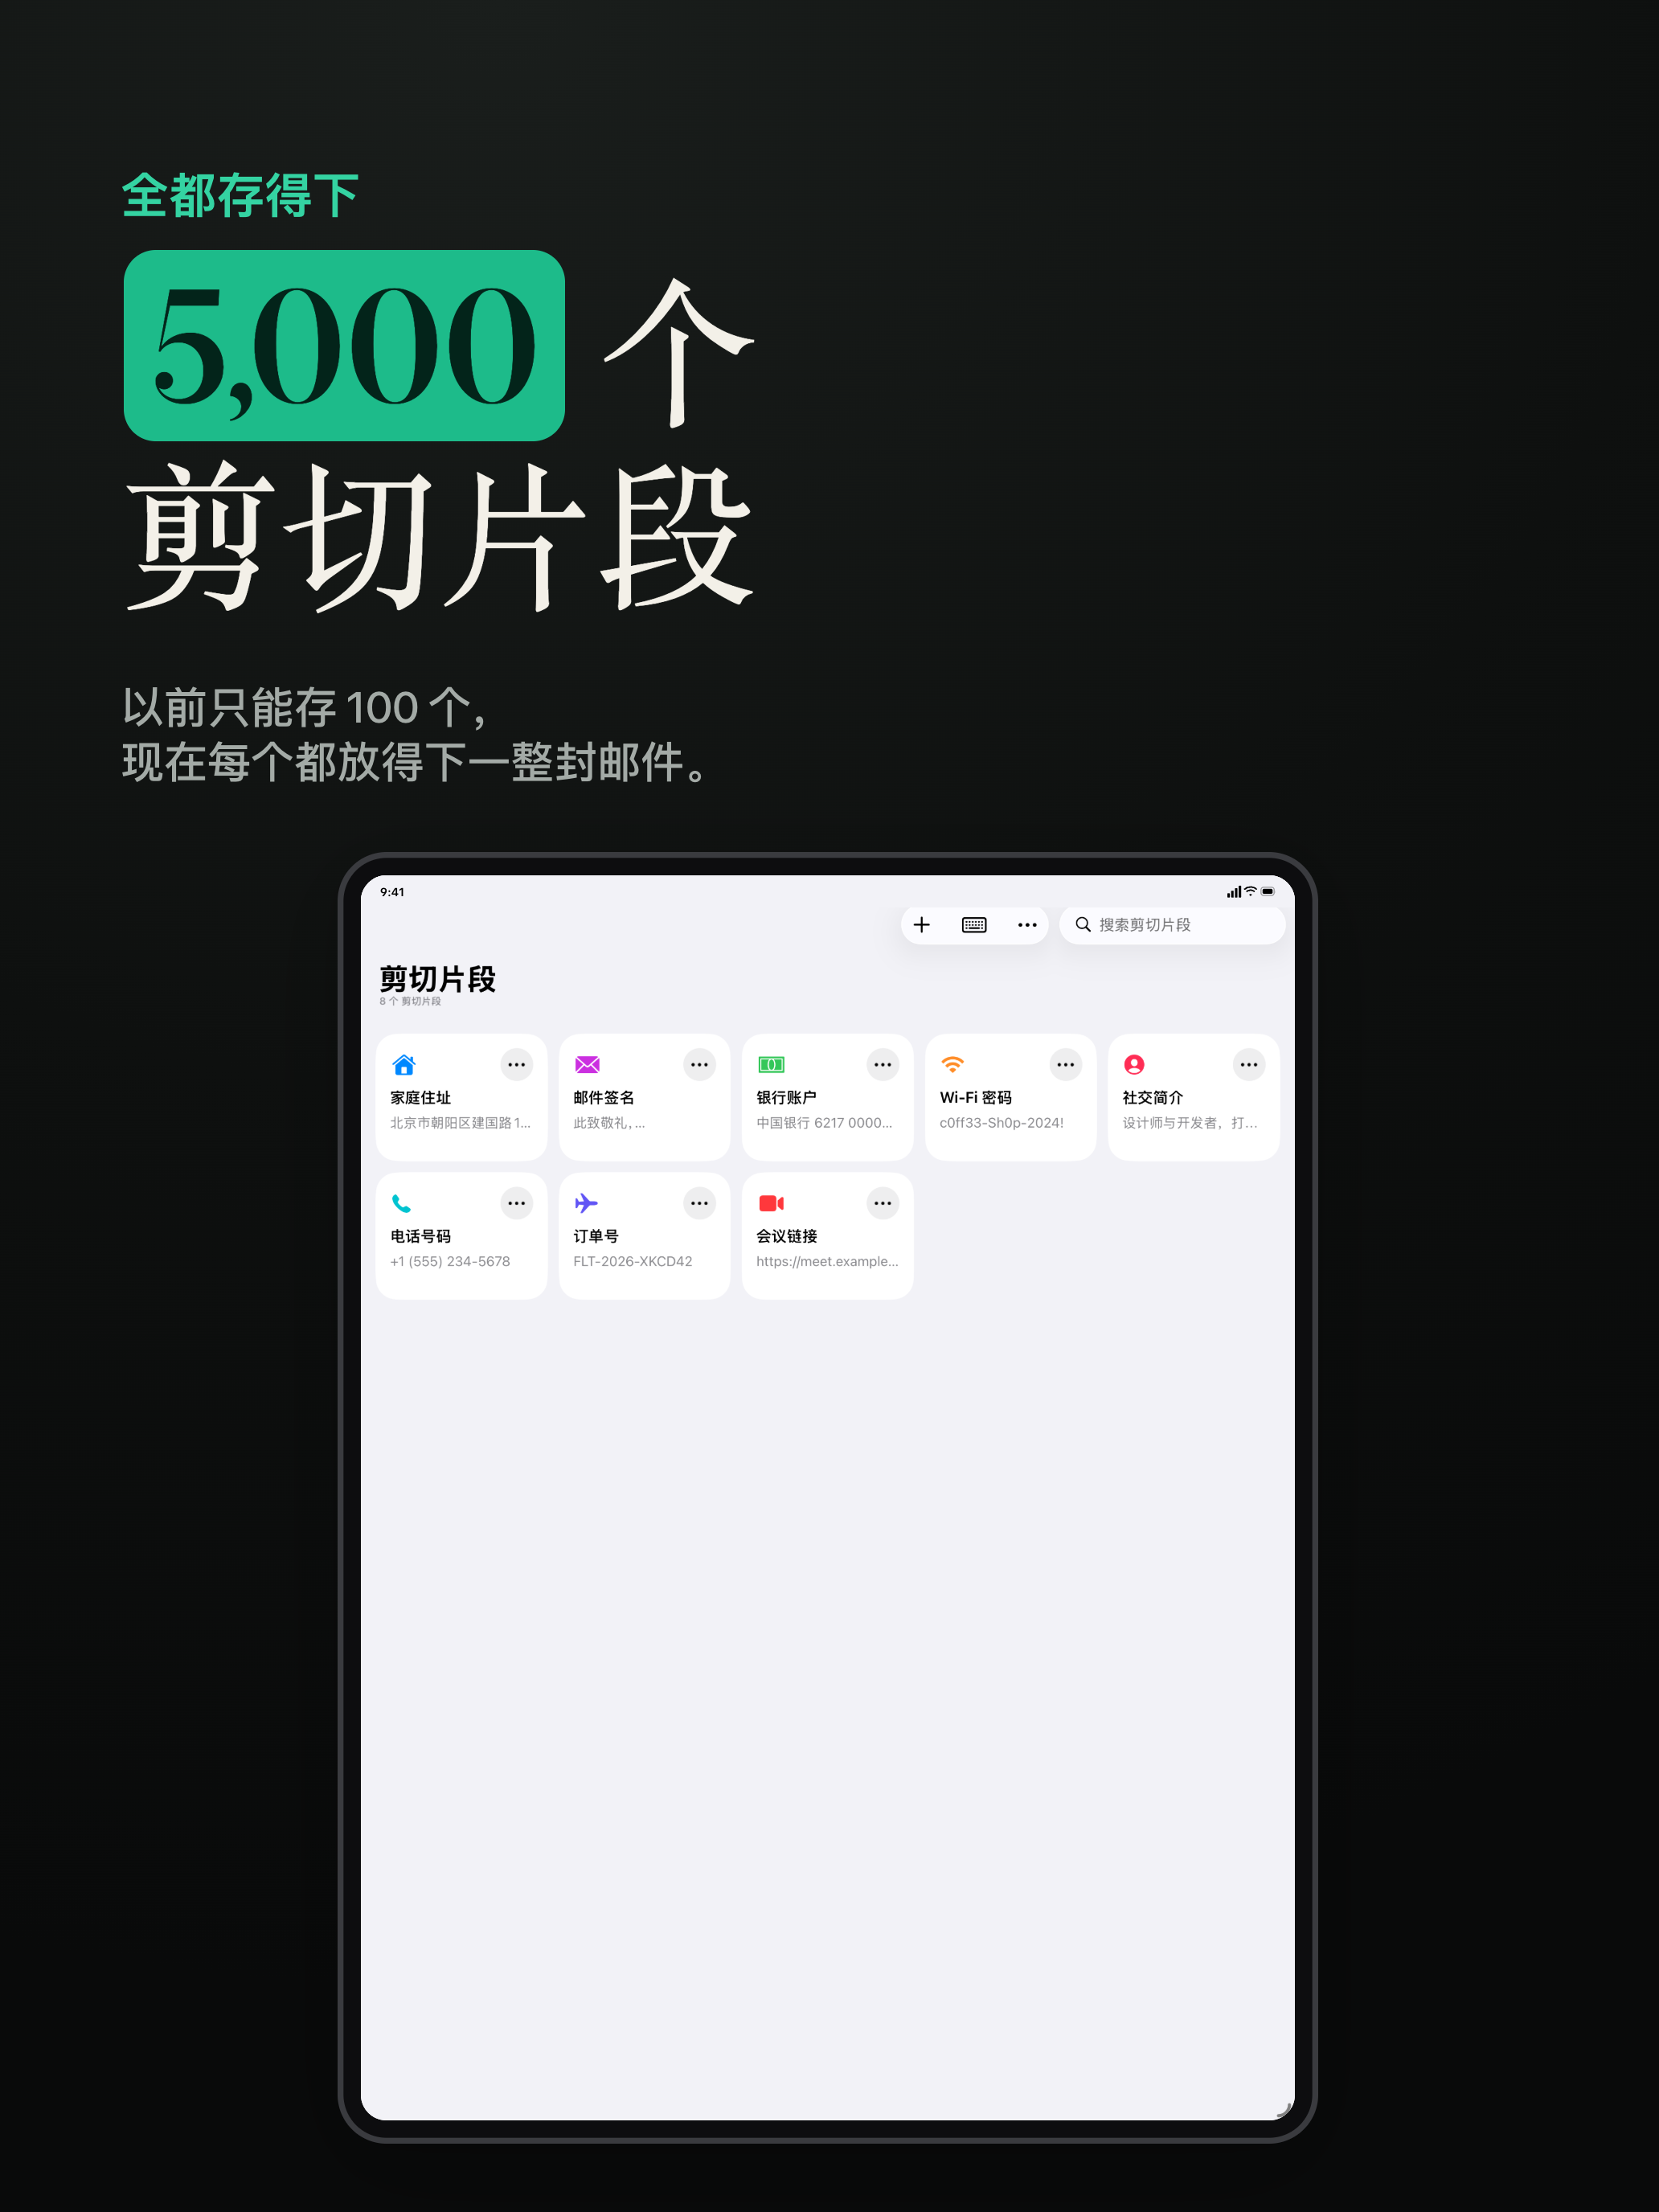 全都存得下
5,000 个
剪切片段
以前只能存 100 个，
现在每个都放得下一整封邮件。
9:41
搜索剪切片段
剪切片段
8 个 剪切片段
家庭住址
北京市朝阳区建国路 1...
邮件签名
此致敬礼，...
银行账户
中国银行 6217 0000...
Wi-Fi 密码
c0ff33-Sh0p-2024!
社交简介
设计师与开发者，打...
电话号码
+1 (555) 234-5678
订单号
FLT-2026-XKCD42
会议链接
https://meet.example...